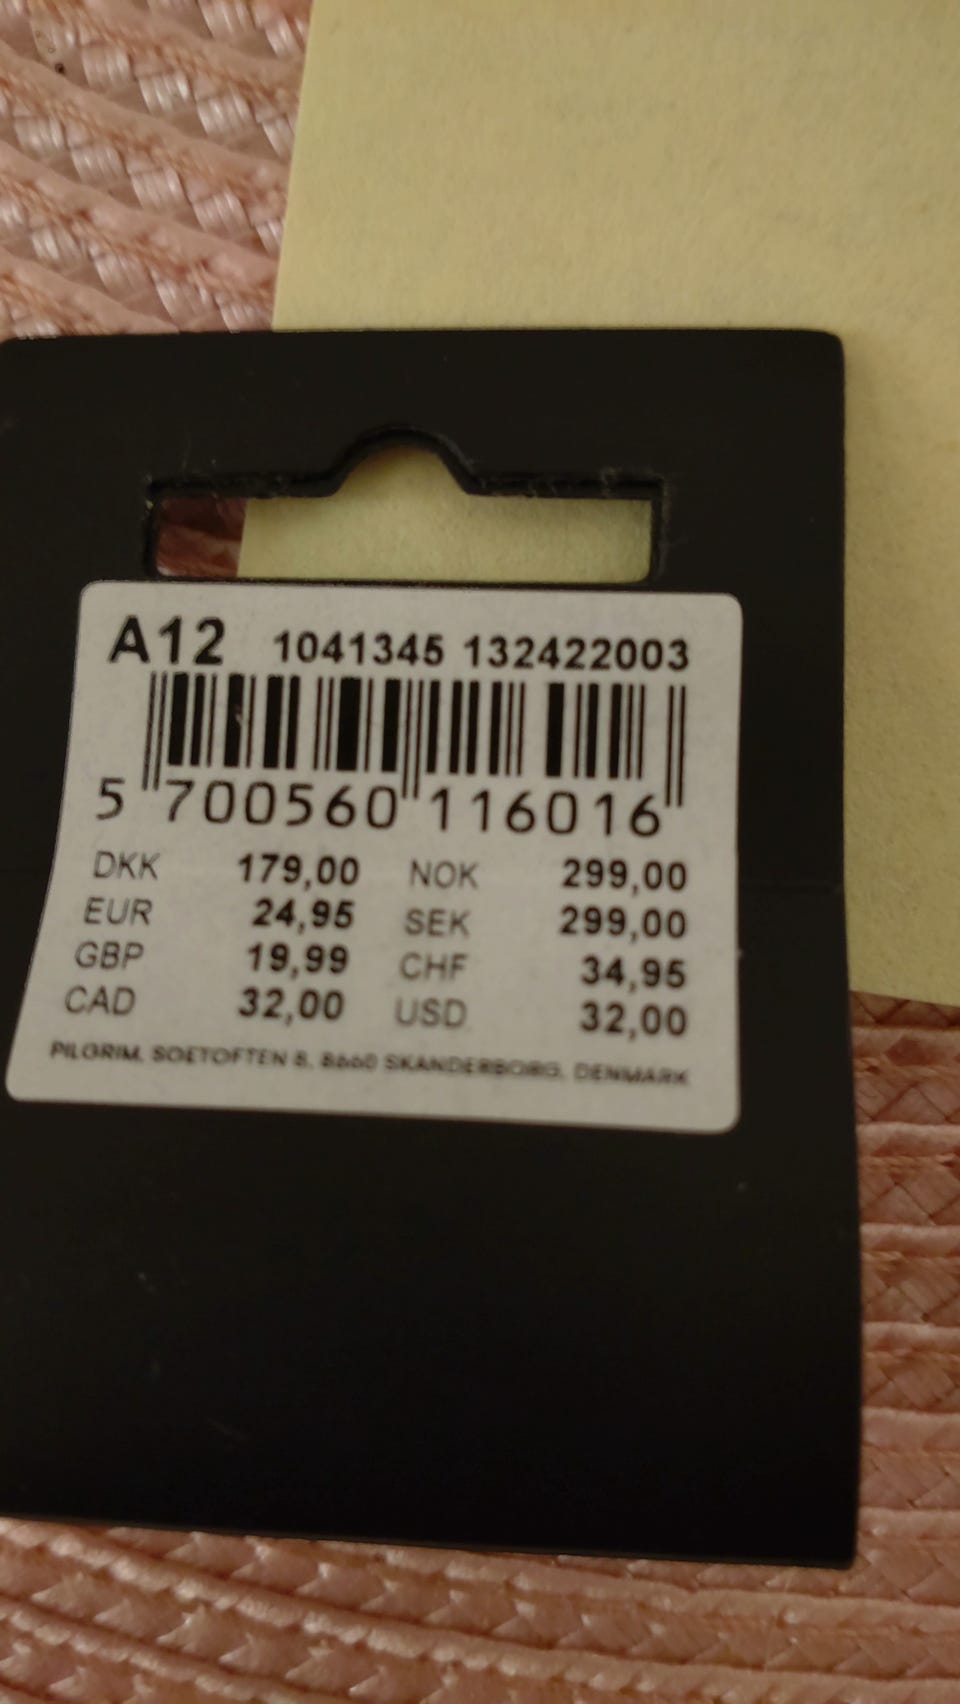 A12 1041345 132422003
5 700560 116016
DKK 179,00 NOK 299,00
EUR 24,95 SEK 299,00
GBP 19,99 CHF 34,95
CAD 32,00 USD 32,00
PILGRIM, SOETOFTEN 8, 8660 SKANDERBORG, DENMARK